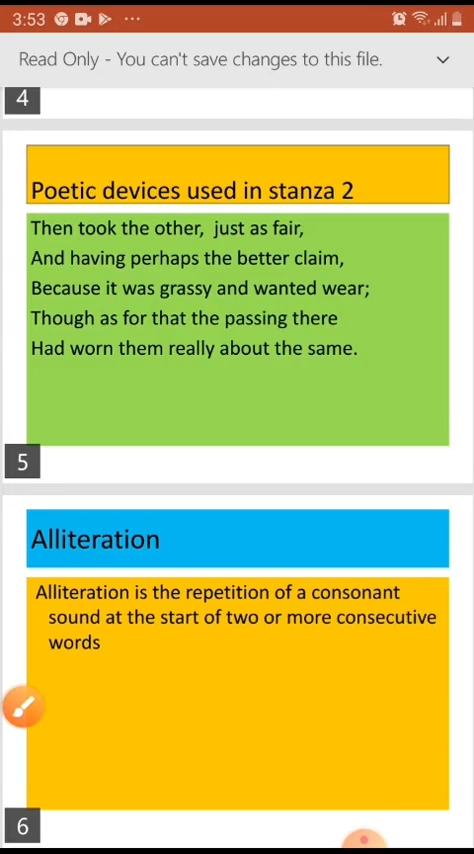 3:53
Read Only - You can't save changes to this file.
4
Poetic devices used in stanza 2
Then took the other, just as fair,
And having perhaps the better claim,
Because it was grassy and wanted wear;
Though as for that the passing there
Had worn them really about the same.
5
Alliteration
Alliteration is the repetition of a consonant
sound at the start of two or more consecutive
words
6